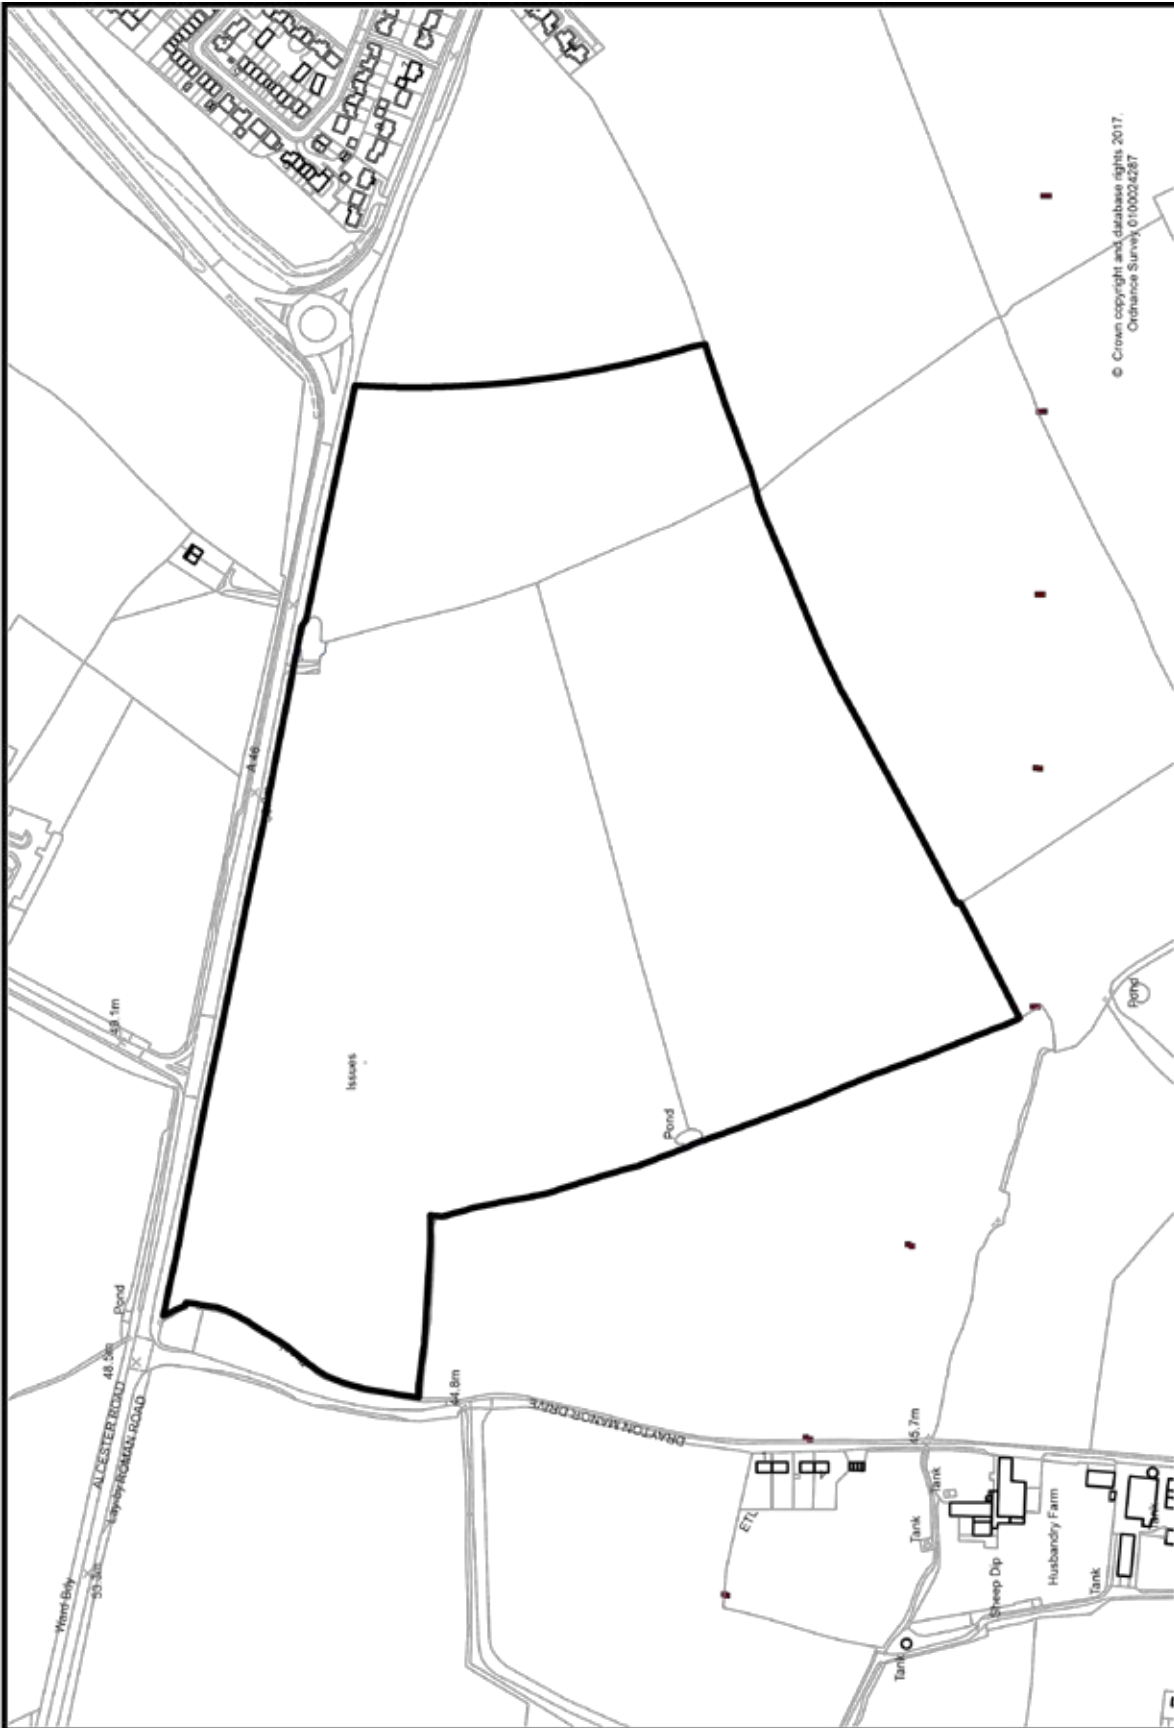 © Crown copyright and database rights 2017.
Ordnance Survey 0100024287
A 46
49.1m
Issues
Pond
Pond
Pond
48.5m
ALCESTER ROAD
Lay-by ROMAN ROAD
44.8m
DRAYTON MANOR DRIVE
Ward Bdy
45.7m
ETL
Tank
Tank
Sheep Dip
Husbandry Farm
Tank
Tank
Tank